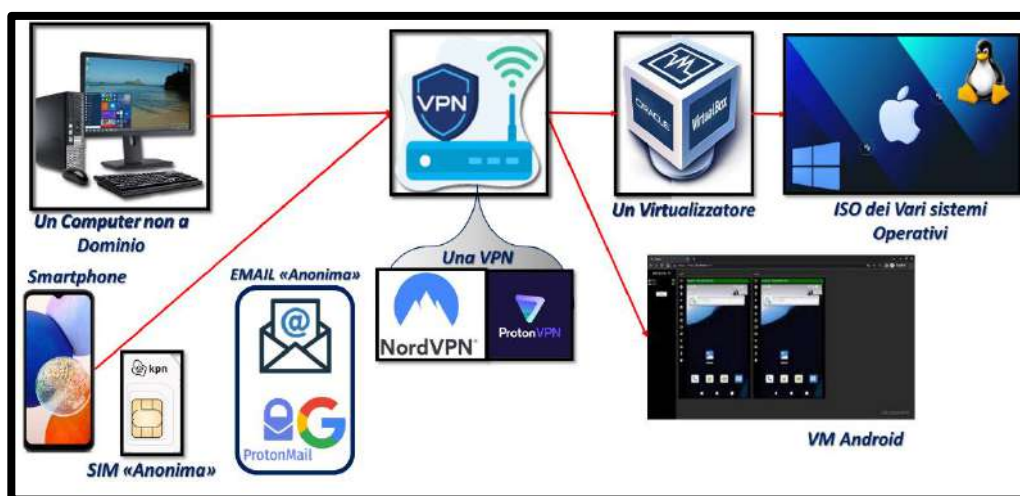 VPN
ORACLE
VirtualBox
Un Computer non a
Dominio
Un Virtualizzatore
ISO dei Vari sistemi
Operativi
Smartphone
EMAIL «Anonima»
Una VPN
NordVPN
ProtonVPN
kpn
ProtonMail
SIM «Anonima»
VM Android